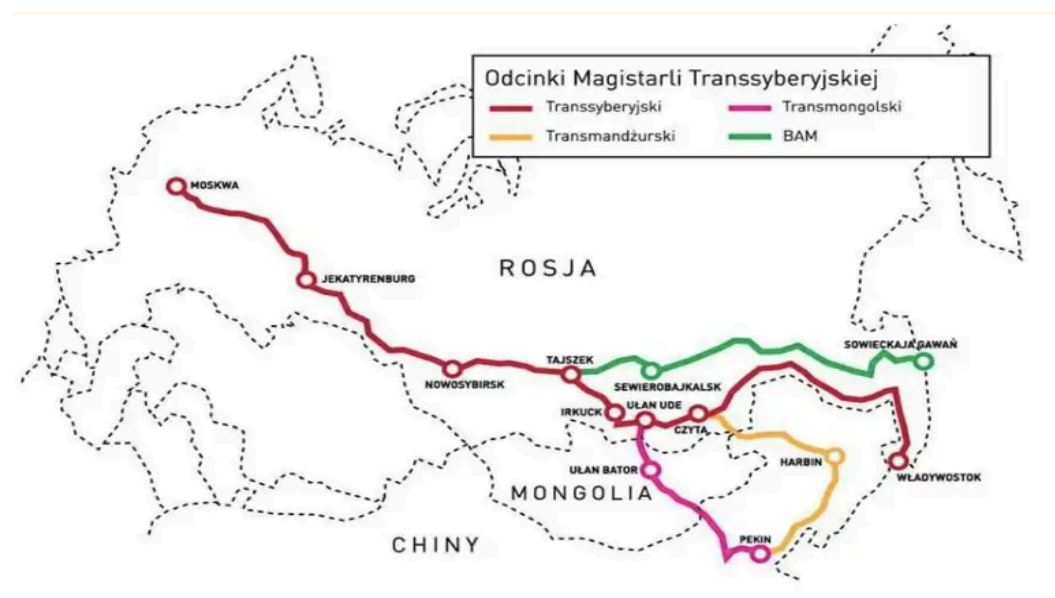 Odcinki Magistarli Transsyberyjskiej
Transsyberyjski
Transmongolski
Transmandżurski
BAM
MOSKWA
ROSJA
JEKATYRENBURG
SOWIECKAJA GAWAŃ
TAJSZEK
NOWOSYBIRSK
SEWIEROBAJKALSK
IRKUCK
UŁAN UDE
CZYTA
HARBIN
UŁAN BATOR
WŁADYWOSTOK
MONGOLIA
PEKIN
CHINY